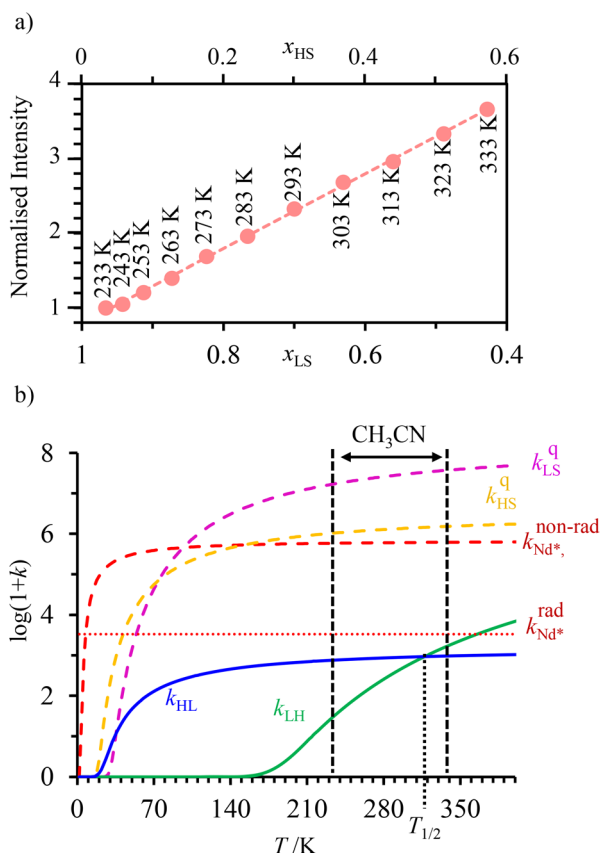 a)
x_HS
0 0.2 0.4 0.6
Normalised Intensity
4
3
2
1
233 K
243 K
253 K
263 K
273 K
283 K
293 K
303 K
313 K
323 K
333 K
1 0.8 0.6 0.4
x_LS
b)
CH₃CN
log(1+k)
8
6
4
2
0
k_LS^q
k_HS^q
k_Nd*,^non-rad
k_Nd*^rad
k_HL
k_LH
0 70 140 210 280 350
T_1/2
T /K